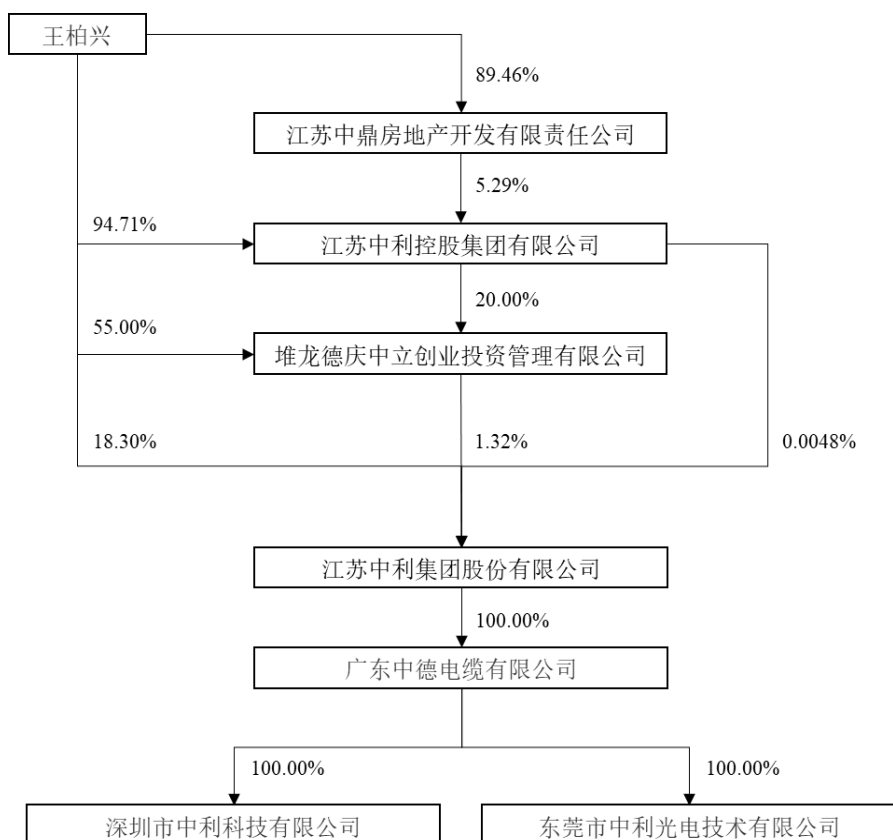 王柏兴
89.46%
江苏中鼎房地产开发有限责任公司
5.29%
94.71%
江苏中利控股集团有限公司
20.00%
55.00%
堆龙德庆中立创业投资管理有限公司
18.30%
1.32%
0.0048%
江苏中利集团股份有限公司
100.00%
广东中德电缆有限公司
100.00%
100.00%
深圳市中利科技有限公司
东莞市中利光电技术有限公司